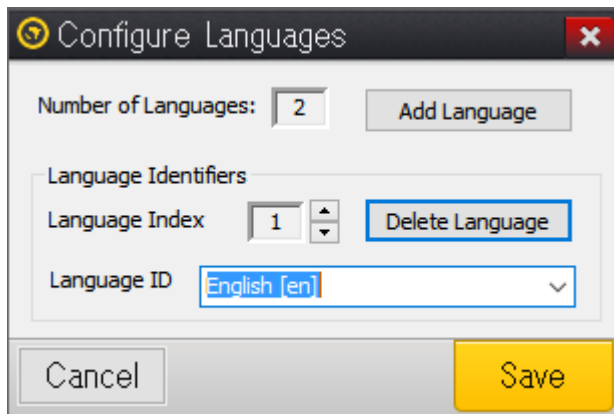 Configure Languages
Number of Languages: 2 Add Language
Language Identifiers
Language Index 1 Delete Language
Language ID English [en]
Cancel Save